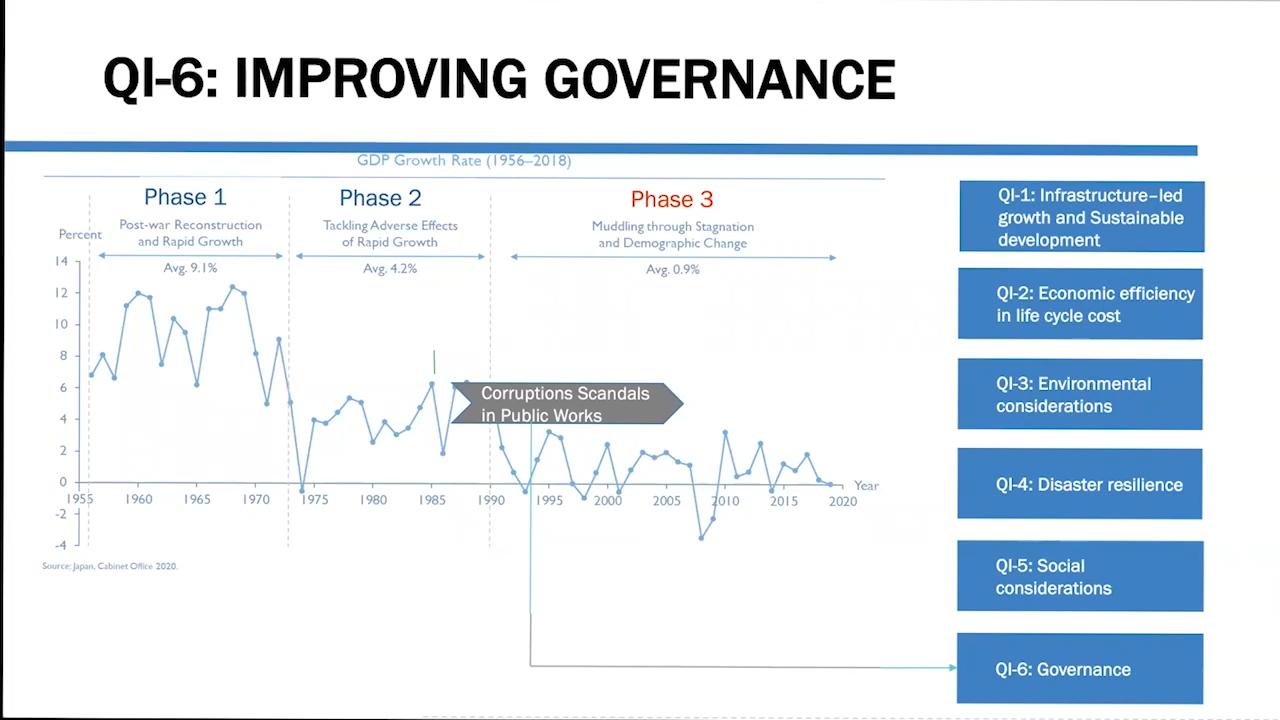 QI-6: IMPROVING GOVERNANCE
GDP Growth Rate (1956–2018)
Phase 1
Phase 2
Phase 3
Post-war Reconstruction
and Rapid Growth
Tackling Adverse Effects
of Rapid Growth
Muddling through Stagnation
and Demographic Change
Percent
Avg. 9.1%
Avg. 4.2%
Avg. 0.9%
14
12
10
8
6
4
2
0
-2
-4
1955
1960
1965
1970
1975
1980
1985
1990
1995
2000
2005
2010
2015
2020
Year
Corruptions Scandals
in Public Works
Source: Japan, Cabinet Office 2020.
QI-1: Infrastructure–led
growth and Sustainable
development
QI-2: Economic efficiency
in life cycle cost
QI-3: Environmental
considerations
QI-4: Disaster resilience
QI-5: Social
considerations
QI-6: Governance